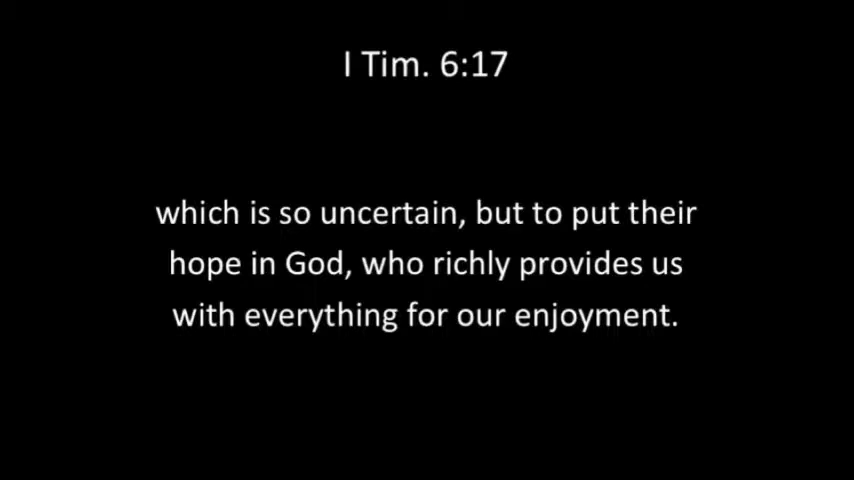 I Tim. 6:17
which is so uncertain, but to put their
hope in God, who richly provides us
with everything for our enjoyment.